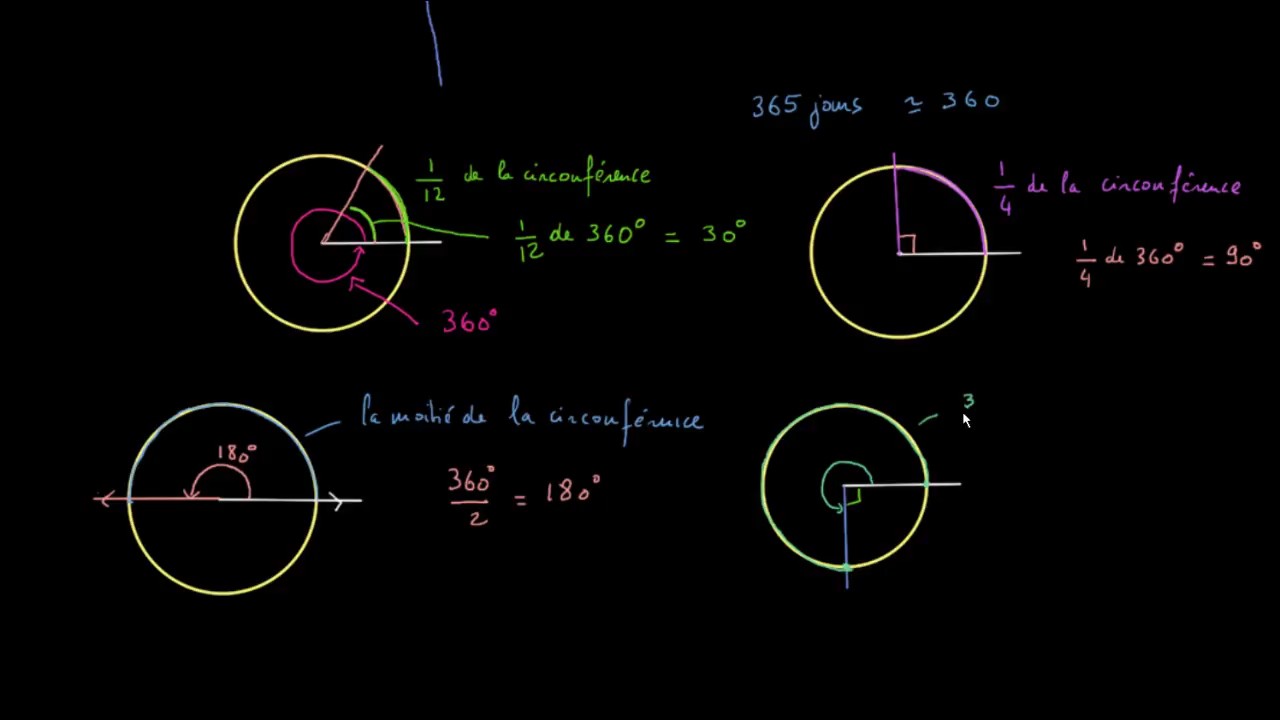 365 jours ≃ 360
1/12 de la circonférence
1/12 de 360° = 30°
360°
1/4 de la circonférence
1/4 de 360° = 90°
la moitié de la circonférence
180°
360°/2 = 180°
3